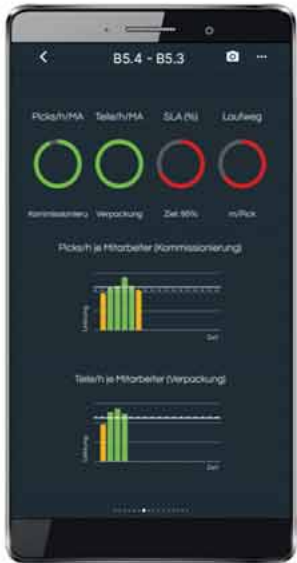 B5.4 - B5.3
Picks/h/MA Teile/h/MA SLA (%) Laufweg
Kommissioneru Verpackung Ziel: 95% m/Pick
Picks/h je Mitarbeiter (Kommissionierung)
Leistung
Zeit
Teile/h je Mitarbeiter (Verpackung)
Leistung
Zeit